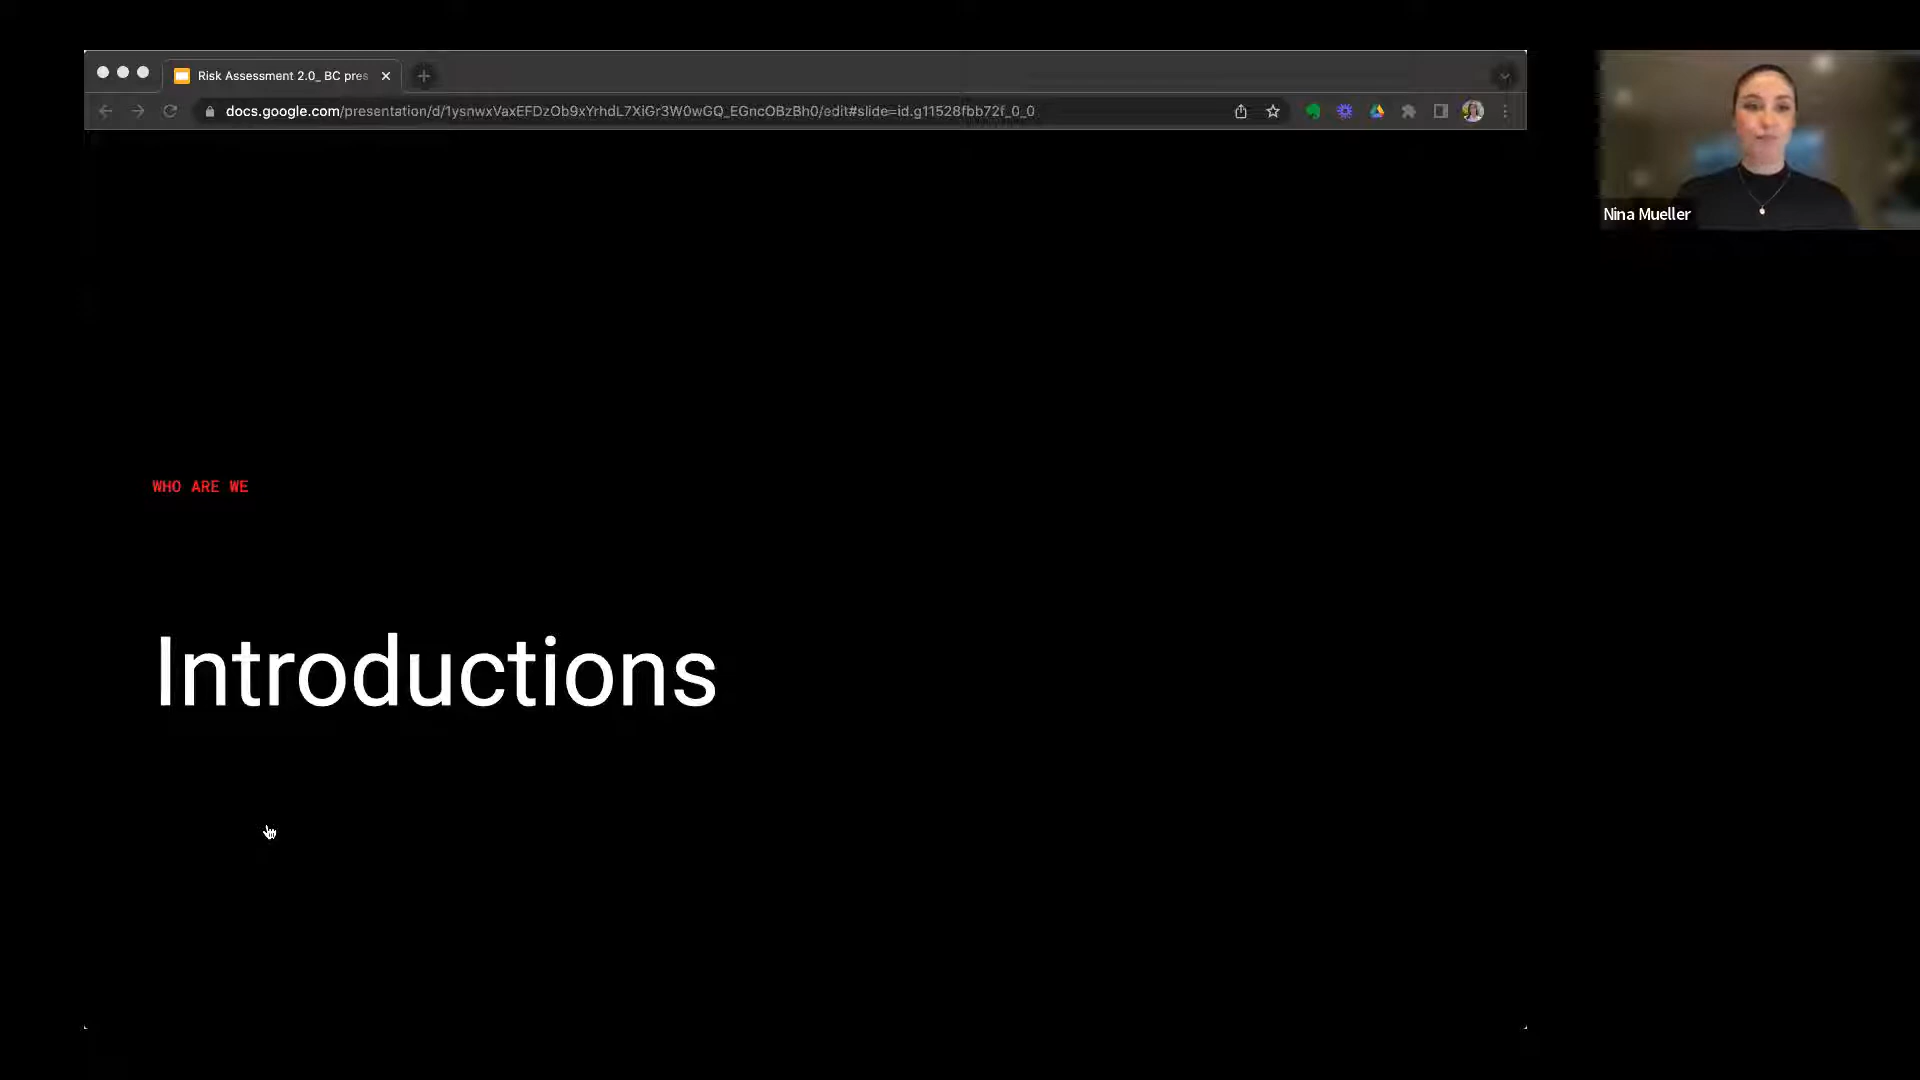 Risk Assessment 2.0_ BC pres
docs.google.com/presentation/d/1ysnwxVaxEFDzOb9xYrhdL7XiGr3W0wGQ_EGncOBzBh0/edit#slide=id.g11528fbb72f_0_0
Nina Mueller
WHO ARE WE
Introductions